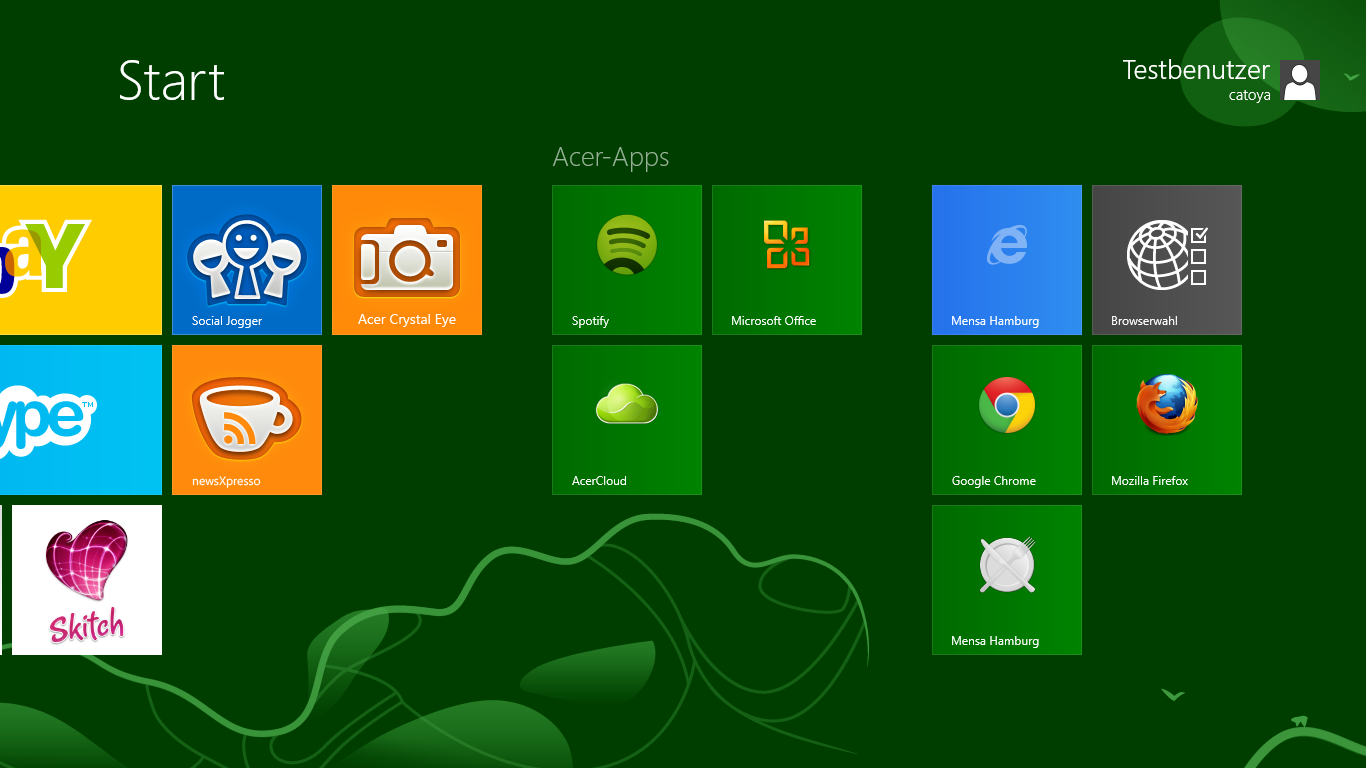 Start
Testbenutzer
catoya
Acer-Apps
aY
Social Jogger
Acer Crystal Eye
Spotify
Microsoft Office
Mensa Hamburg
Browserwahl
ype™
newsXpresso
AcerCloud
Google Chrome
Mozilla Firefox
Skitch
Mensa Hamburg